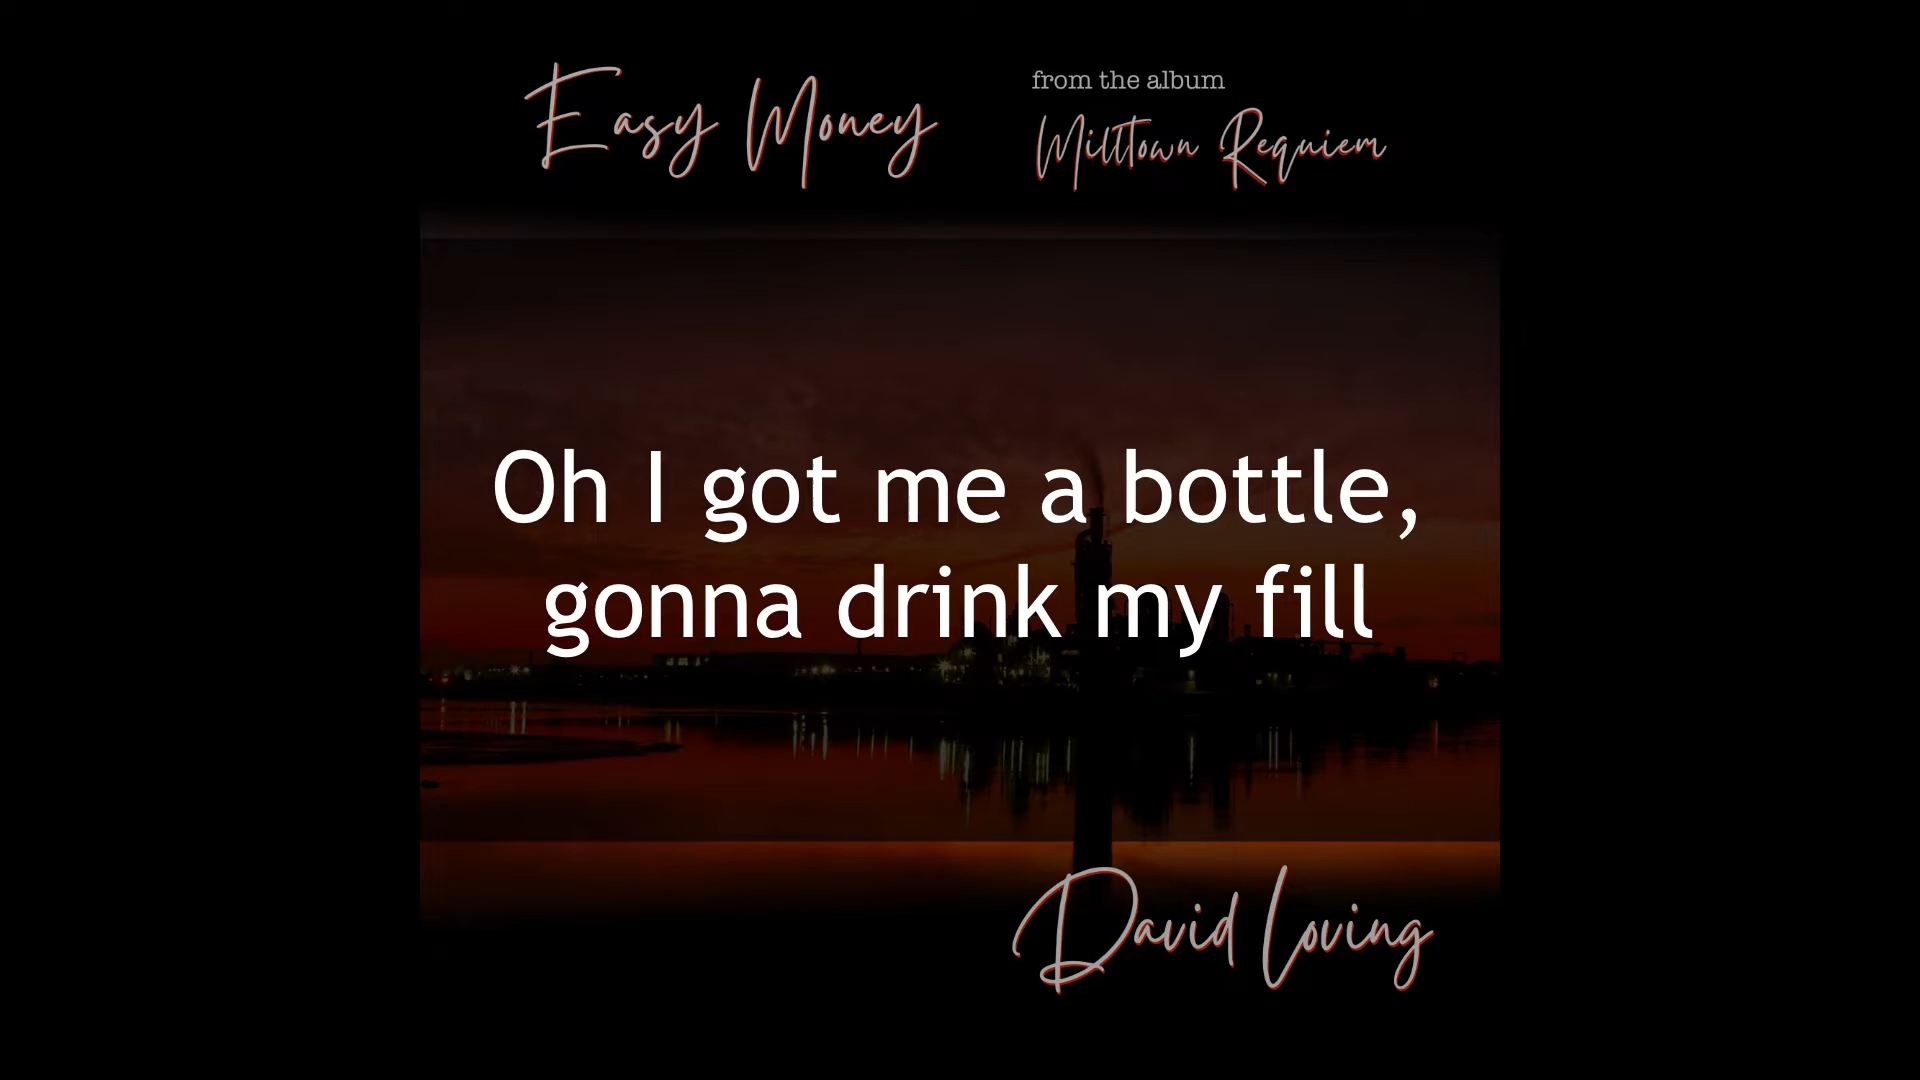 Easy Money
from the album
Milltown Requiem
Oh I got me a bottle,
gonna drink my fill
David Loving